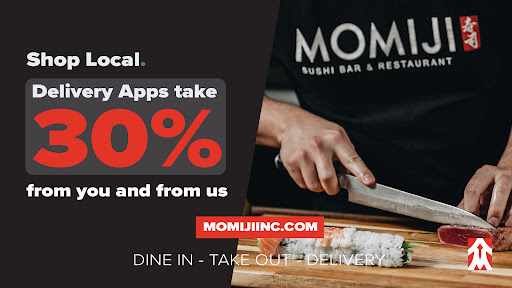 Shop Local.
Delivery Apps take
30%
from you and from us
MOMIJI
SUSHI BAR & RESTAURANT
MOMIJIINC.COM
DINE IN - TAKE OUT - DELIVERY